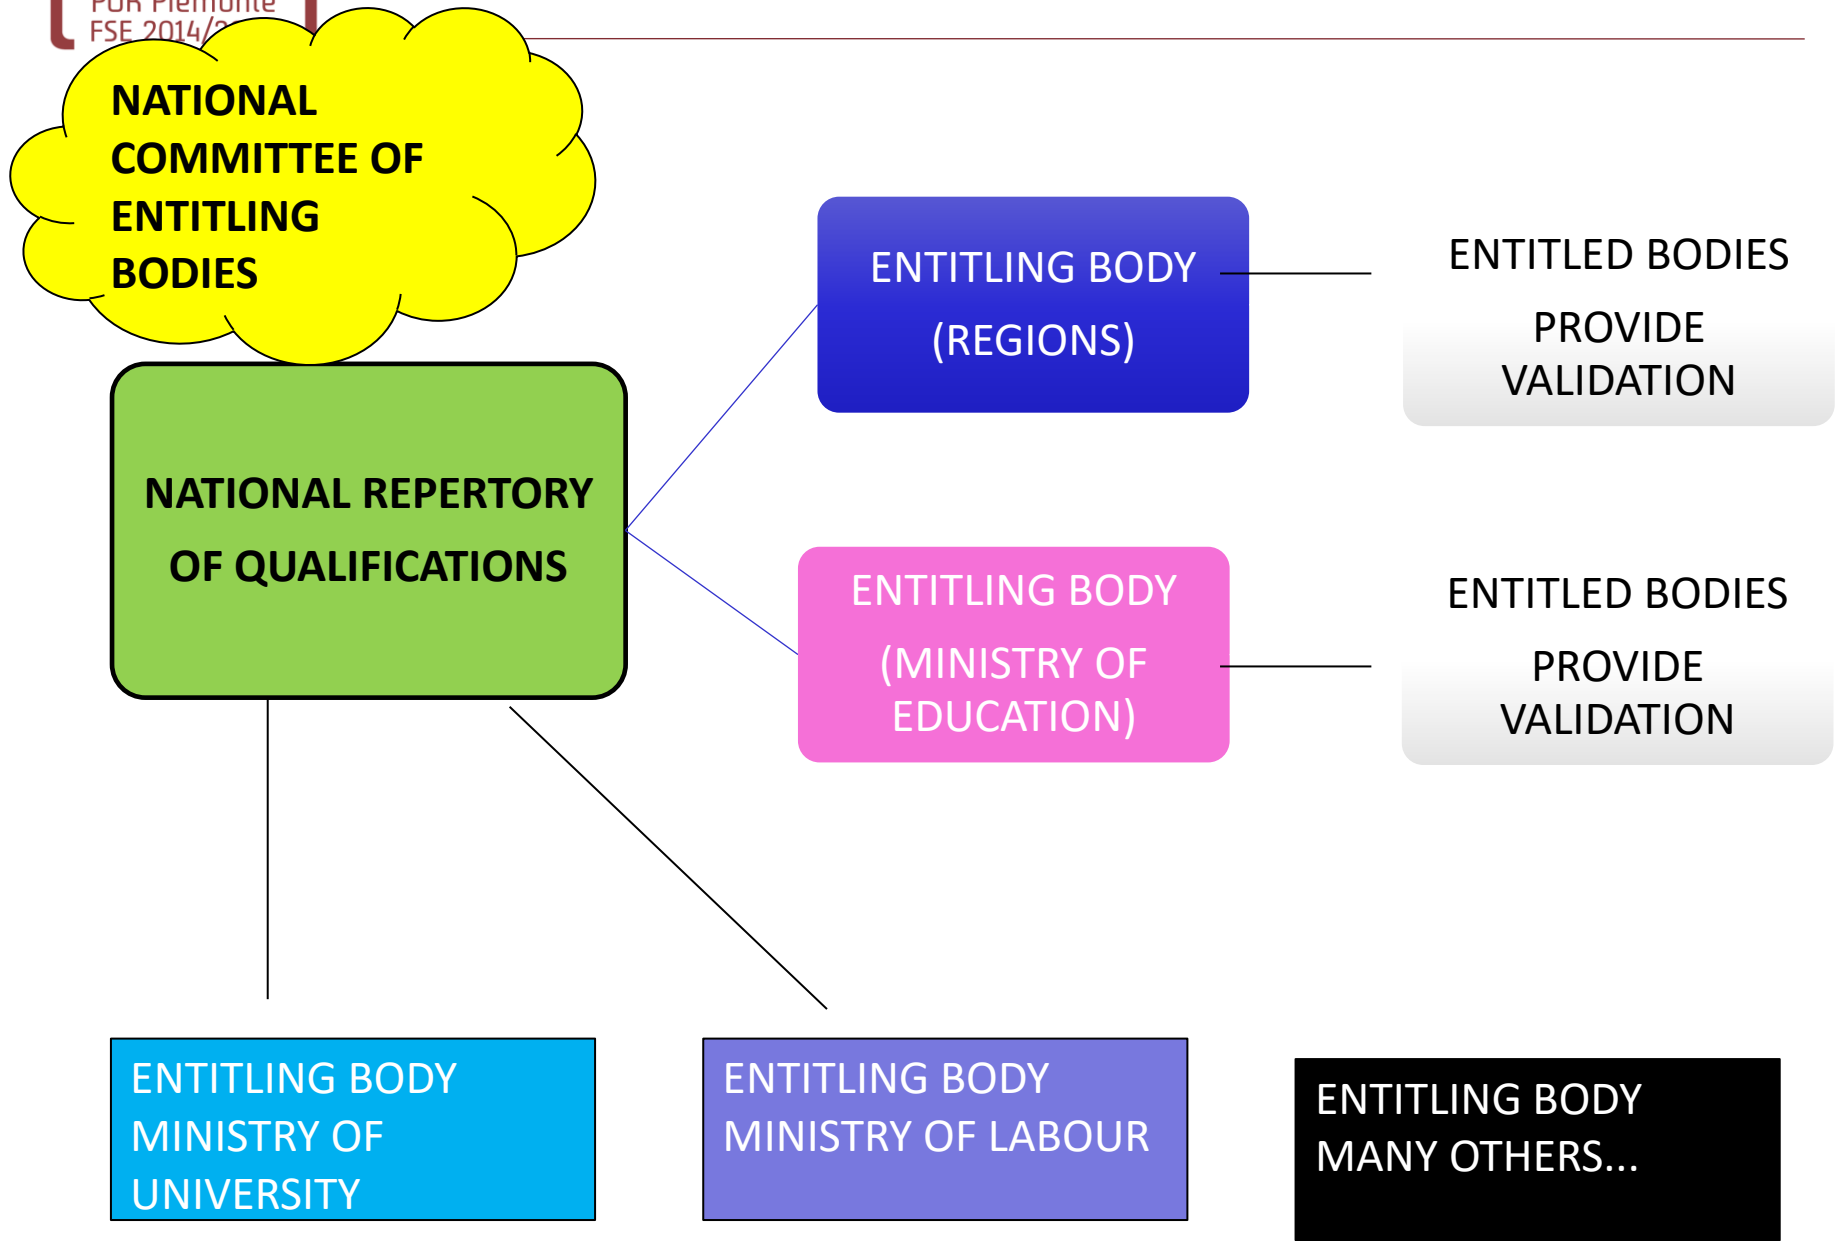 Piemonte
FSE 2014/
NATIONAL
COMMITTEE OF
ENTITLING
BODIES
NATIONAL REPERTORY
OF QUALIFICATIONS
ENTITLING BODY
(REGIONS)
ENTITLED BODIES
PROVIDE
VALIDATION
ENTITLING BODY
(MINISTRY OF
EDUCATION)
ENTITLED BODIES
PROVIDE
VALIDATION
ENTITLING BODY
MINISTRY OF
UNIVERSITY
ENTITLING BODY
MINISTRY OF LABOUR
ENTITLING BODY
MANY OTHERS...